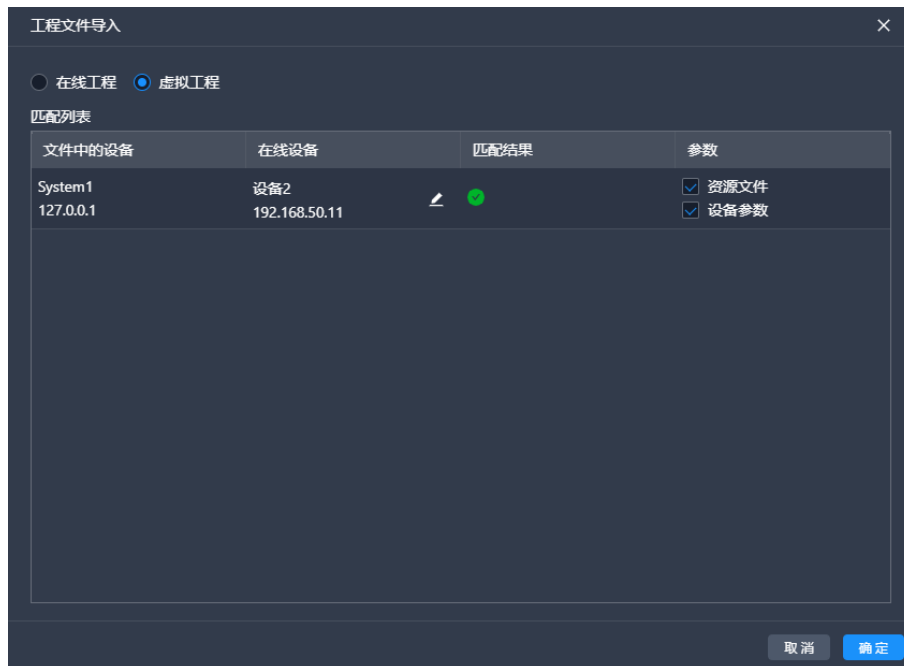 工程文件导入
在线工程 虚拟工程
匹配列表
文件中的设备 在线设备 匹配结果 参数
System1 设备2 资源文件
127.0.0.1 192.168.50.11 设备参数
取消 确定